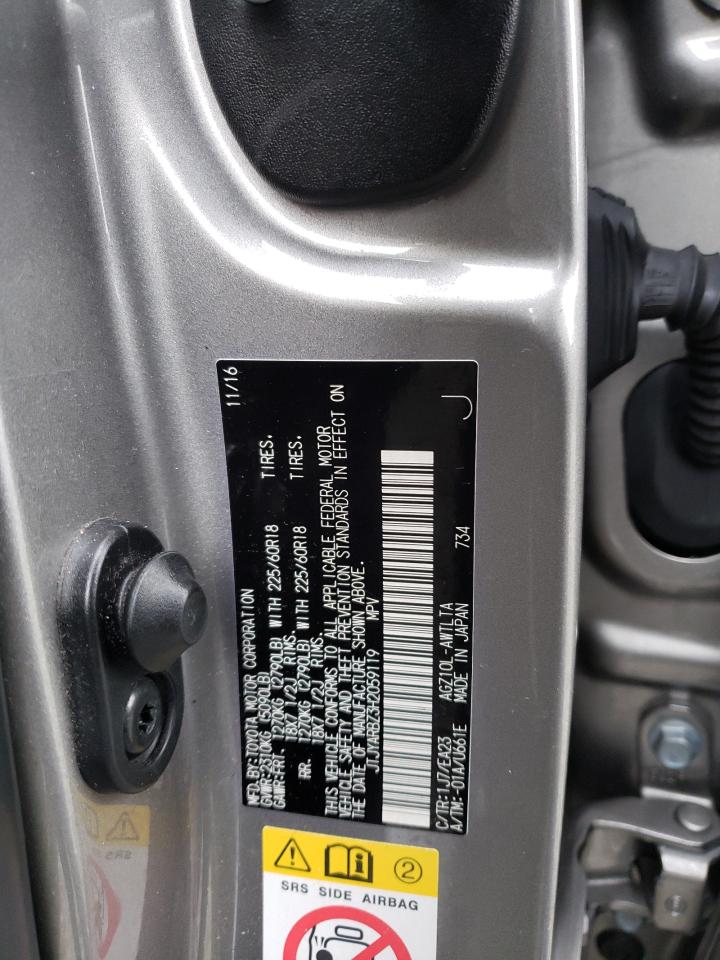 MFD.BY:TOYOTA MOTOR CORPORATION 11/16
GVWR:2310KG (5090LB)
GAWR:FRT. 1270KG (2790LB) WITH 225/60R18 TIRES.
18X7 1/2J RIMS.
RR. 1270KG (2790LB) WITH 225/60R18 TIRES.
18X7 1/2J RIMS.
THIS VEHICLE CONFORMS TO ALL APPLICABLE FEDERAL MOTOR
VEHICLE SAFETY AND THEFT PREVENTION STANDARDS IN EFFECT ON
THE DATE OF MANUFACTURE SHOWN ABOVE.
JTJYARBZ3H2059119 MPV
C/TR:1J7/EA23 AGZ10L-AWTLTA 734 J
A/TM:-01A/U661E MADE IN JAPAN
2
SRS SIDE AIRBAG
SRS